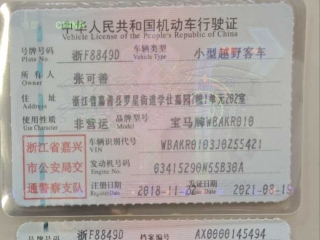 中华人民共和国机动车行驶证
Vehicle License of the People's Republic of China
号牌号码 浙F8849D 车辆类型 小型越野客车
Plate No. Vehicle Type
所有人 张可善
Owner
住址 浙江省嘉善县罗星街道学仕嘉园7幢1单元202室
Address
使用性质 非营运 品牌型号 宝马牌WBAKR010
Use Character Model
浙江省嘉兴
市公安局交
通警察支队
车辆识别代号 WBAKR0103J0Z55421
VIN
发动机号码 03415290N55B30A
Engine No.
注册日期 2018-11-02 发证日期 2021-08-19
Register Date Issue Date
号牌号码 浙F8849D 档案编号 AX0000145494